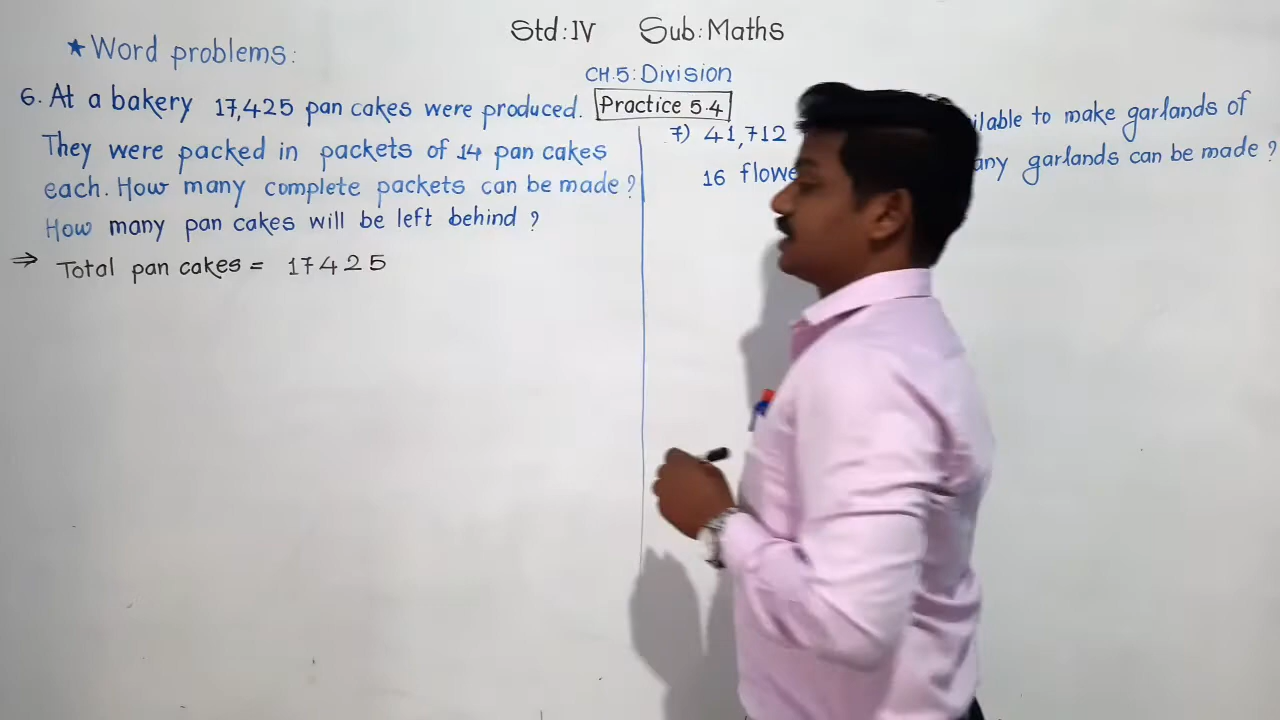 Std:IV Sub:Maths
★Word problems:
CH.5:Division
Practice 5.4
6. At a bakery 17,425 pan cakes were produced.
They were packed in packets of 14 pan cakes
each. How many complete packets can be made?
How many pan cakes will be left behind?
⇒ Total pan cakes = 17425
7) 41,712 to make garlands of
16 garlands can be made?